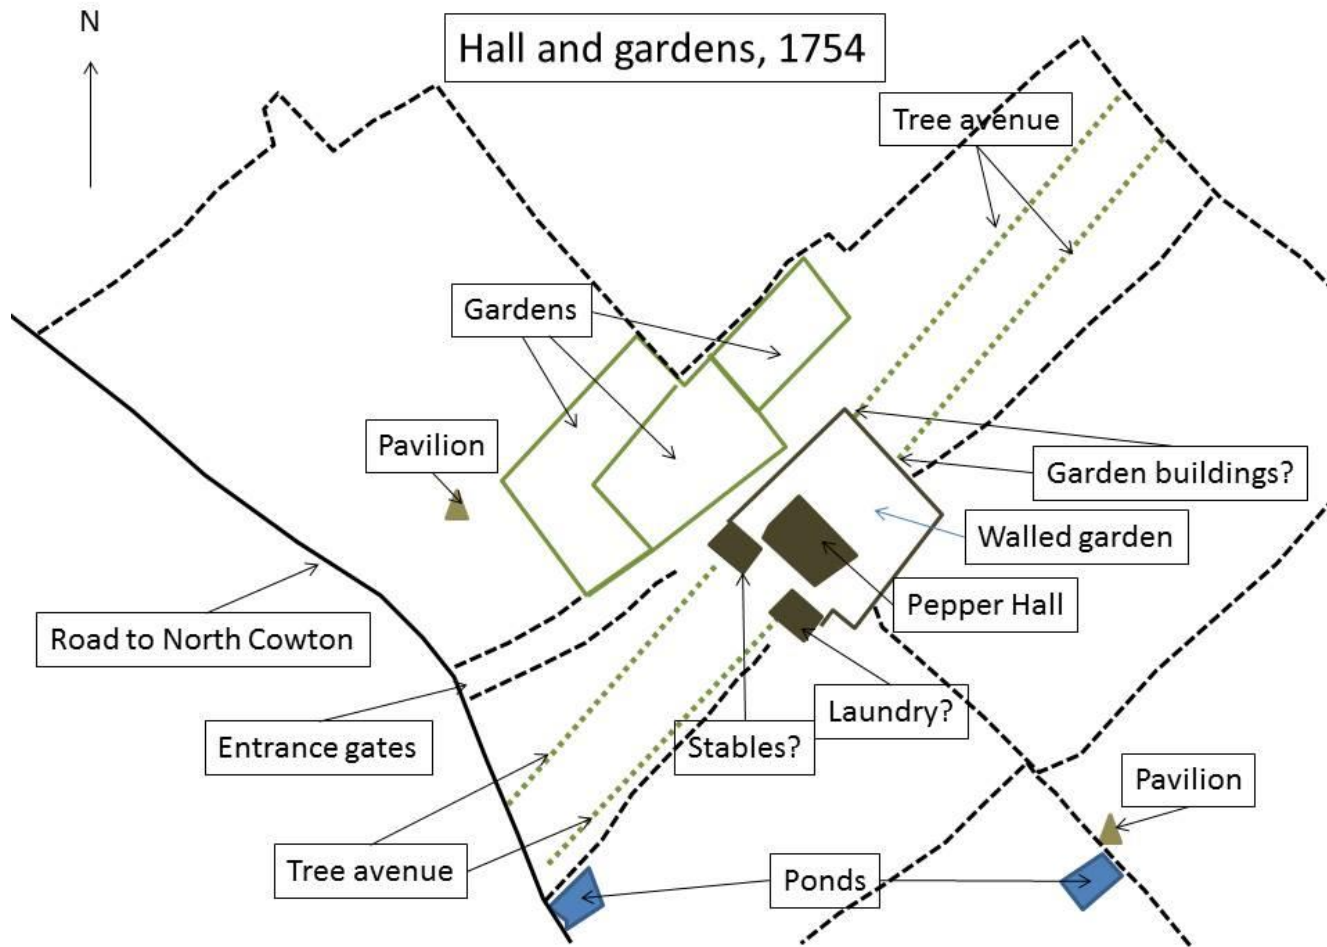 N
Hall and gardens, 1754
Tree avenue
Gardens
Pavilion
Garden buildings?
Walled garden
Pepper Hall
Road to North Cowton
Laundry?
Entrance gates
Stables?
Pavilion
Tree avenue
Ponds